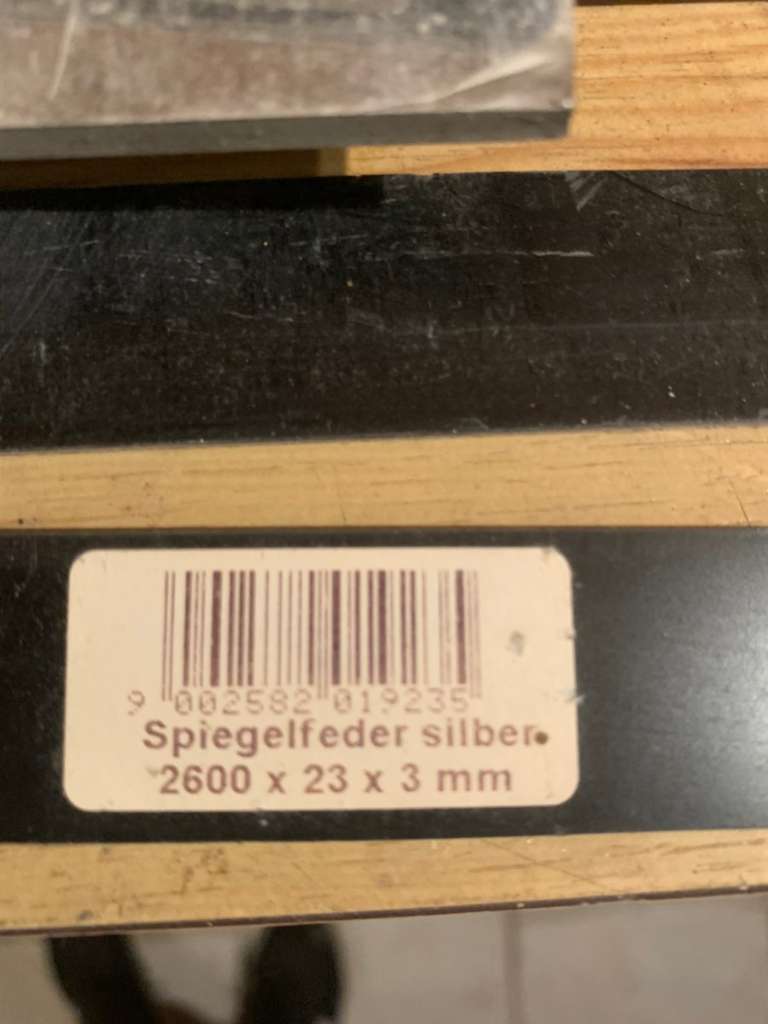 9 002582 019235
Spiegelfeder silber
2600 x 23 x 3 mm